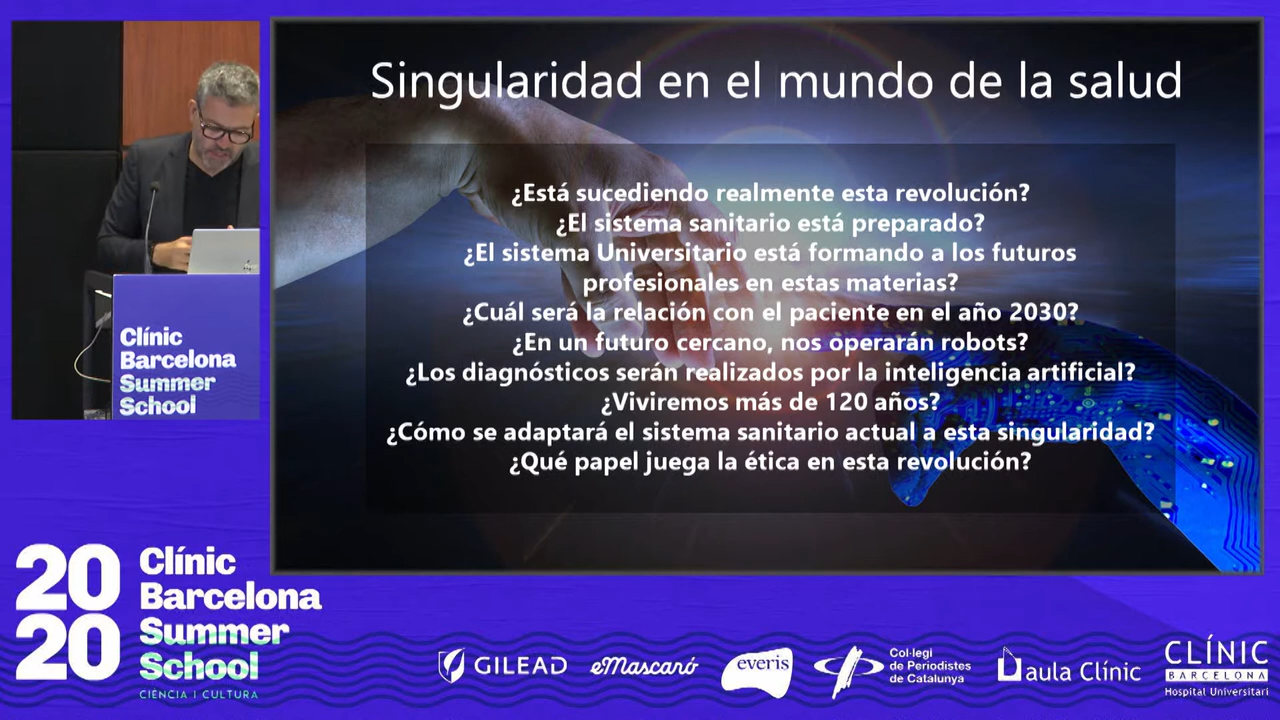 Singularidad en el mundo de la salud
¿Está sucediendo realmente esta revolución?
¿El sistema sanitario está preparado?
¿El sistema Universitario está formando a los futuros
profesionales en estas materias?
¿Cuál será la relación con el paciente en el año 2030?
¿En un futuro cercano, nos operarán robots?
¿Los diagnósticos serán realizados por la inteligencia artificial?
¿Viviremos más de 120 años?
¿Cómo se adaptará el sistema sanitario actual a esta singularidad?
¿Qué papel juega la ética en esta revolución?
Clínic
Barcelona
Summer
School
20
20
Clínic
Barcelona
Summer
School
CIÈNCIA I CULTURA
GILEAD
eMascaró
everis
Col·legi
de Periodistes
de Catalunya
aula Clínic
CLÍNIC
BARCELONA
Hospital Universitari